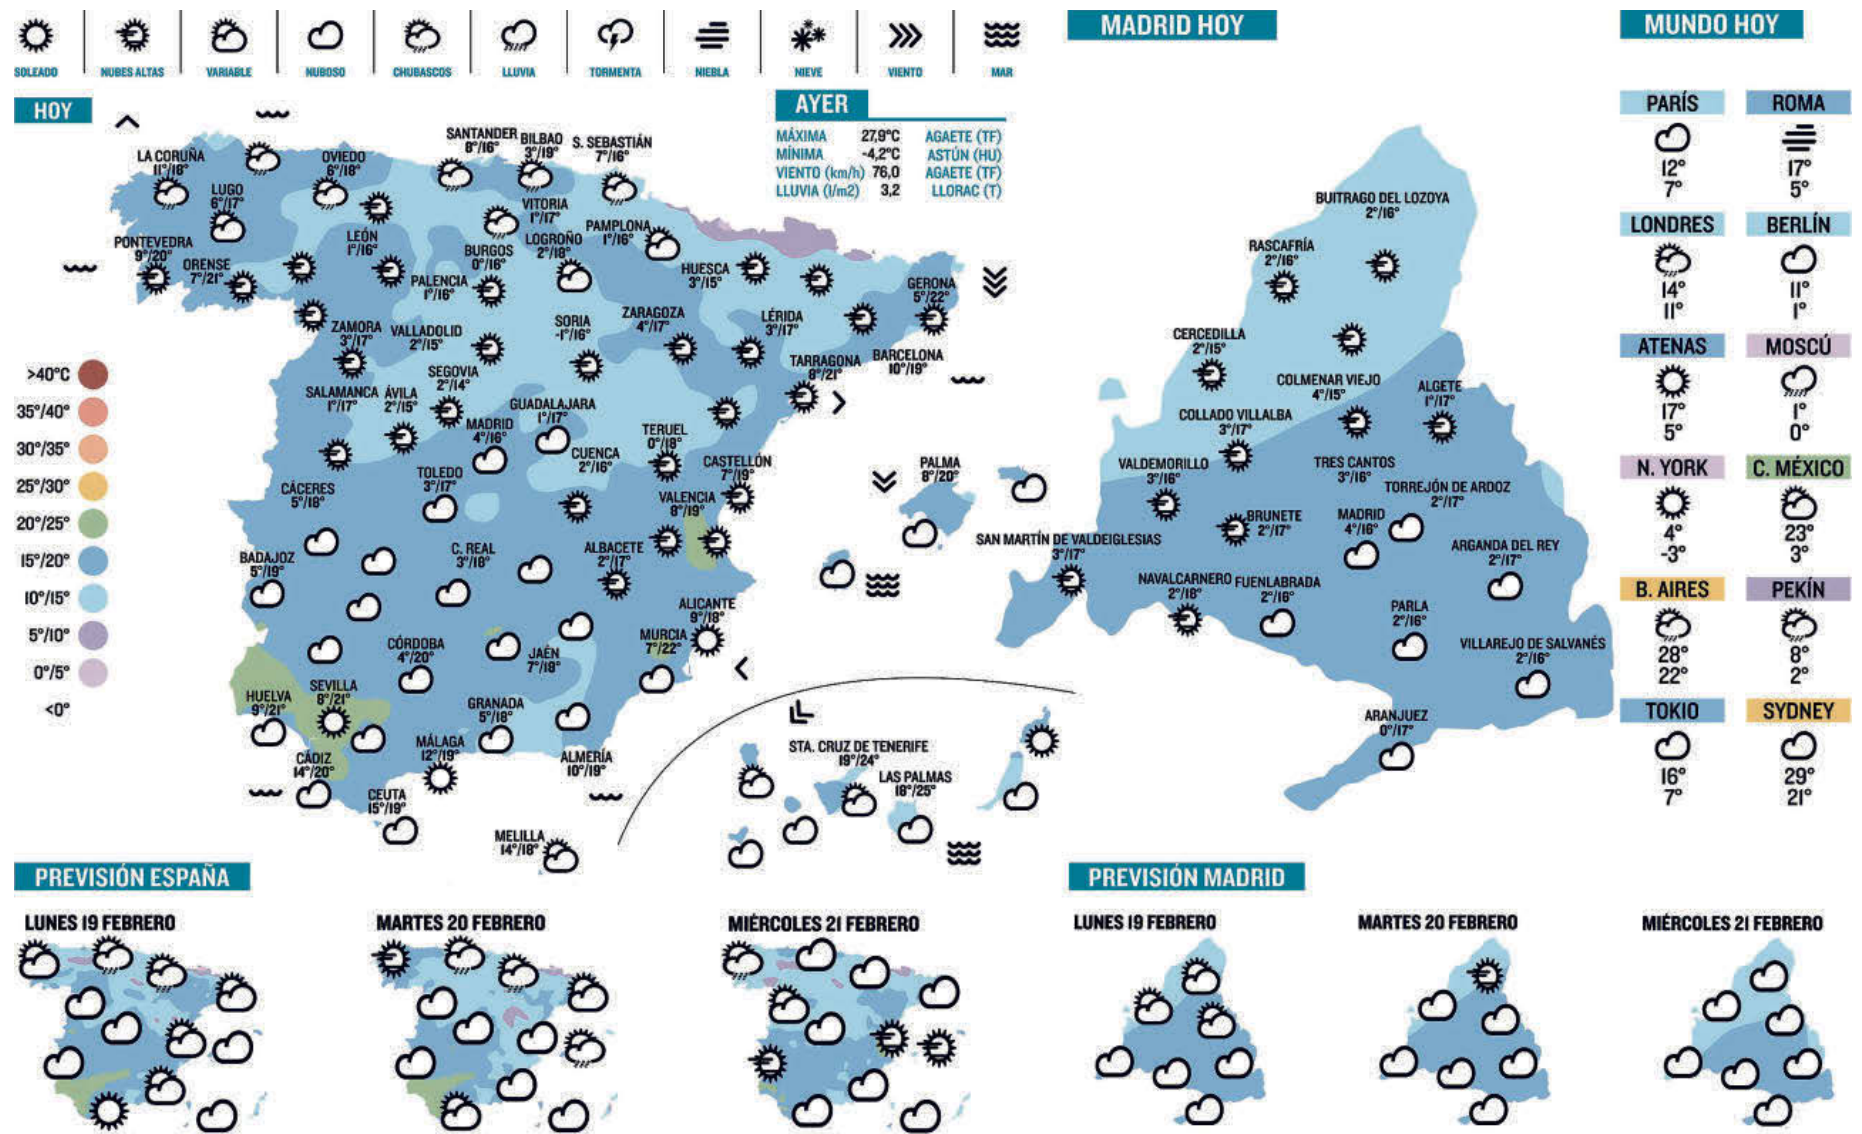 SOLEADO
NUBES ALTAS
VARIABLE
NUBOSO
CHUBASCOS
LLUVIA
TORMENTA
NIEBLA
NIEVE
VIENTO
MAR
HOY
AYER
MÁXIMA 27,9°C AGAETE (TF)
MÍNIMA -4,2°C ASTÚN (HU)
VIENTO (km/h) 76,0 AGAETE (TF)
LLUVIA (l/m2) 3,2 LLORAC (T)
LA CORUÑA
11°/18°
OVIEDO
6°/18°
SANTANDER
8°/16°
BILBAO
3°/19°
S. SEBASTIÁN
7°/16°
LUGO
6°/17°
VITORIA
1°/17°
PAMPLONA
1°/16°
PONTEVEDRA
9°/20°
ORENSE
7°/21°
LEÓN
1°/16°
BURGOS
0°/16°
LOGROÑO
2°/18°
PALENCIA
1°/16°
HUESCA
3°/15°
GERONA
5°/22°
ZAMORA
3°/17°
VALLADOLID
2°/15°
SORIA
-1°/16°
ZARAGOZA
4°/17°
LÉRIDA
3°/17°
TARRAGONA
8°/21°
BARCELONA
10°/19°
SALAMANCA
1°/17°
ÁVILA
2°/15°
SEGOVIA
2°/14°
GUADALAJARA
1°/17°
MADRID
4°/16°
TERUEL
0°/18°
CUENCA
2°/16°
CASTELLÓN
7°/19°
PALMA
8°/20°
TOLEDO
3°/17°
CÁCERES
5°/18°
VALENCIA
8°/19°
BADAJOZ
5°/19°
C. REAL
3°/18°
ALBACETE
2°/17°
ALICANTE
9°/18°
MURCIA
7°/22°
CÓRDOBA
4°/20°
JAÉN
7°/18°
HUELVA
9°/21°
SEVILLA
8°/21°
GRANADA
5°/18°
MÁLAGA
12°/19°
ALMERÍA
10°/19°
CÁDIZ
14°/20°
CEUTA
15°/19°
MELILLA
14°/18°
STA. CRUZ DE TENERIFE
19°/24°
LAS PALMAS
18°/25°
>40°C
35°/40°
30°/35°
25°/30°
20°/25°
15°/20°
10°/15°
5°/10°
0°/5°
<0°
MADRID HOY
BUITRAGO DEL LOZOYA
2°/16°
RASCAFRÍA
2°/16°
CERCEDILLA
2°/15°
COLMENAR VIEJO
4°/15°
ALGETE
1°/17°
COLLADO VILLALBA
3°/17°
VALDEMORILLO
3°/16°
TRES CANTOS
3°/16°
TORREJÓN DE ARDOZ
2°/17°
BRUNETE
2°/17°
MADRID
4°/16°
SAN MARTÍN DE VALDEIGLESIAS
3°/17°
ARGANDA DEL REY
2°/17°
NAVALCARNERO
2°/18°
FUENLABRADA
2°/16°
PARLA
2°/16°
VILLAREJO DE SALVANÉS
2°/16°
ARANJUEZ
0°/17°
MUNDO HOY
PARÍS
12°
7°
ROMA
17°
5°
LONDRES
14°
11°
BERLÍN
11°
1°
ATENAS
17°
5°
MOSCÚ
1°
0°
N. YORK
4°
-3°
C. MÉXICO
23°
3°
B. AIRES
28°
22°
PEKÍN
8°
2°
TOKIO
16°
7°
SYDNEY
29°
21°
PREVISIÓN ESPAÑA
LUNES 19 FEBRERO
MARTES 20 FEBRERO
MIÉRCOLES 21 FEBRERO
PREVISIÓN MADRID
LUNES 19 FEBRERO
MARTES 20 FEBRERO
MIÉRCOLES 21 FEBRERO